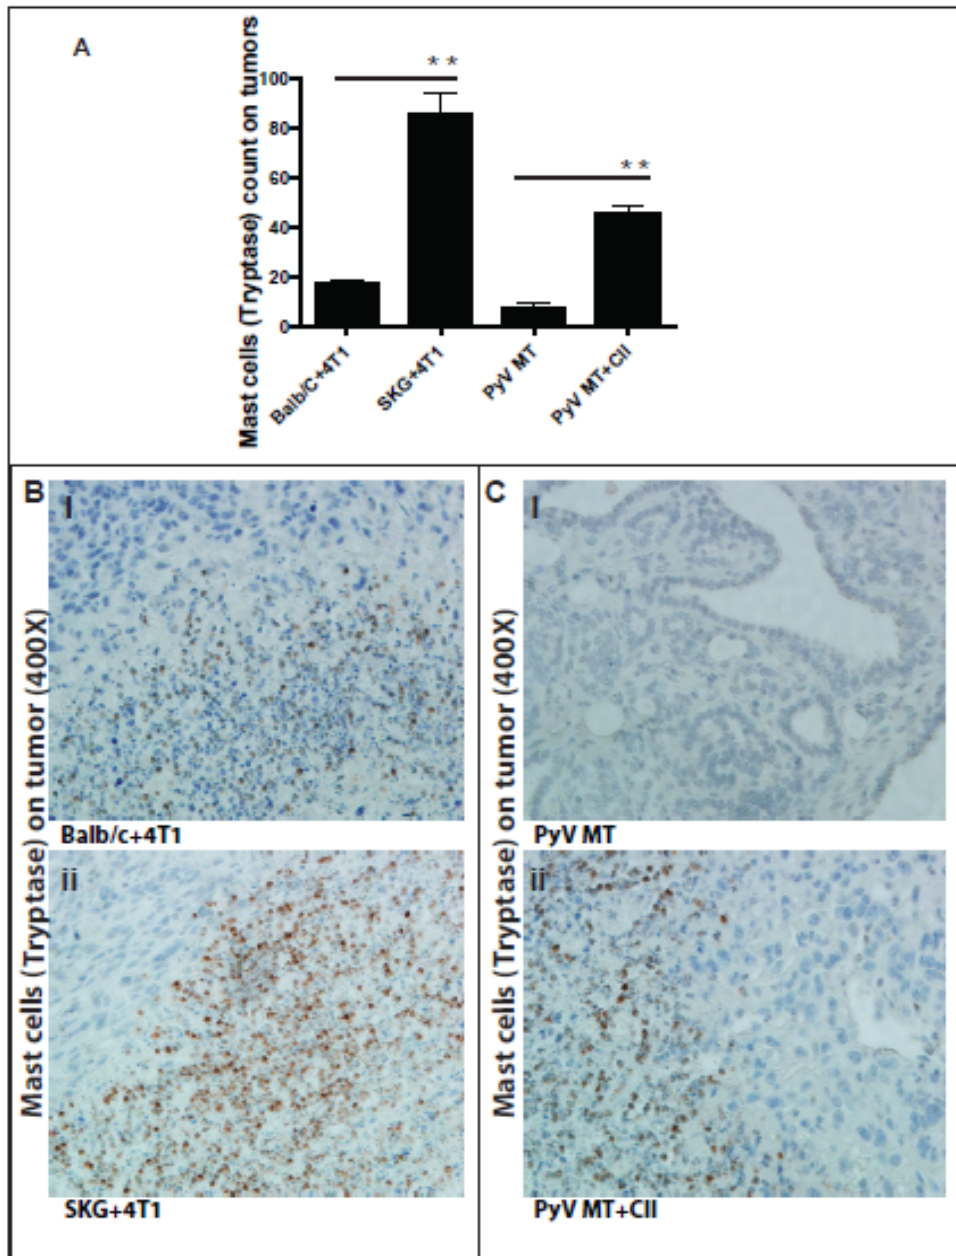 A
Mast cells (Tryptase) count on tumors
100
80
60
40
20
0
**
**
Balb/C+4T1
SKG+4T1
PyV MT
PyV MT+CII
B
C
Mast cells (Tryptase) on tumor (400X)
I
Balb/c+4T1
ii
SKG+4T1
Mast cells (Tryptase) on tumor (400X)
I
PyV MT
ii
PyV MT+CII